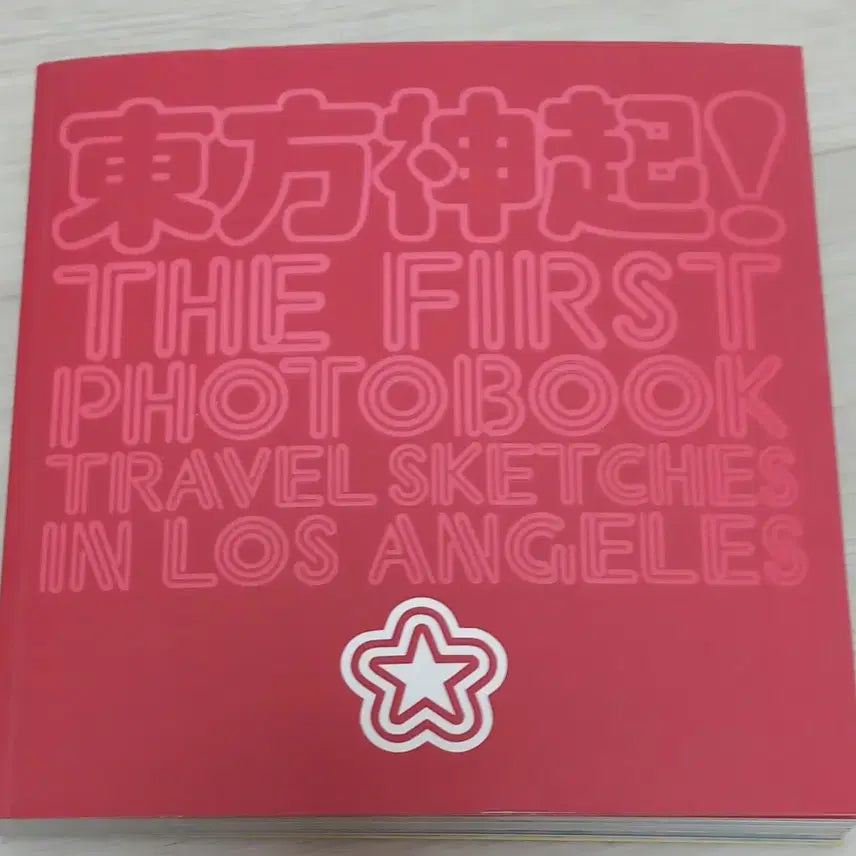 東方神起!
THE FIRST
PHOTOBOOK
TRAVEL SKETCHES
IN LOS ANGELES